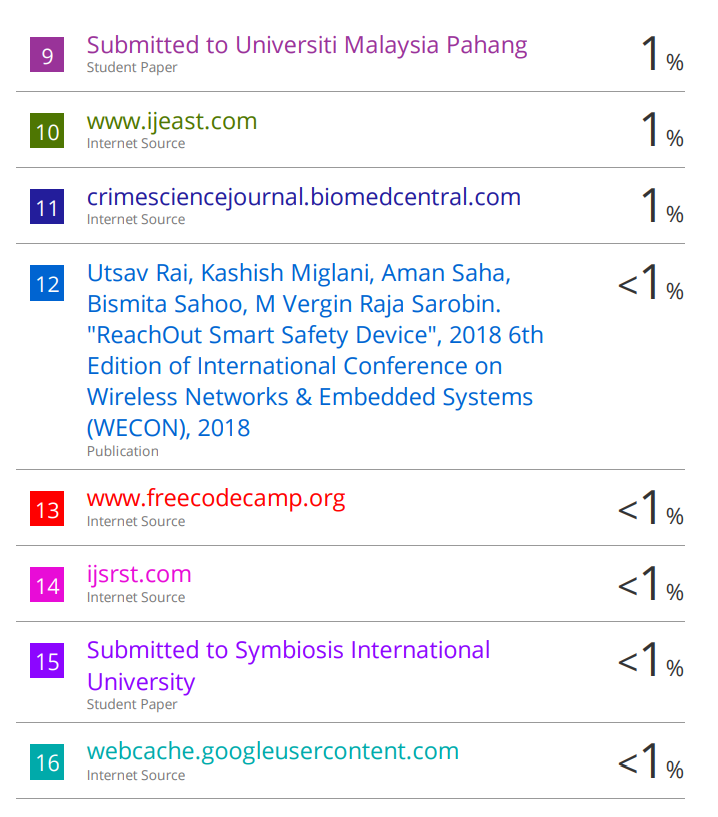 9 Submitted to Universiti Malaysia Pahang 1%
Student Paper
10 www.ijeast.com 1%
Internet Source
11 crimesciencejournal.biomedcentral.com 1%
Internet Source
12 Utsav Rai, Kashish Miglani, Aman Saha, <1%
Bismita Sahoo, M Vergin Raja Sarobin.
"ReachOut Smart Safety Device", 2018 6th
Edition of International Conference on
Wireless Networks & Embedded Systems
(WECON), 2018
Publication
13 www.freecodecamp.org <1%
Internet Source
14 ijsrst.com <1%
Internet Source
15 Submitted to Symbiosis International <1%
University
Student Paper
16 webcache.googleusercontent.com <1%
Internet Source